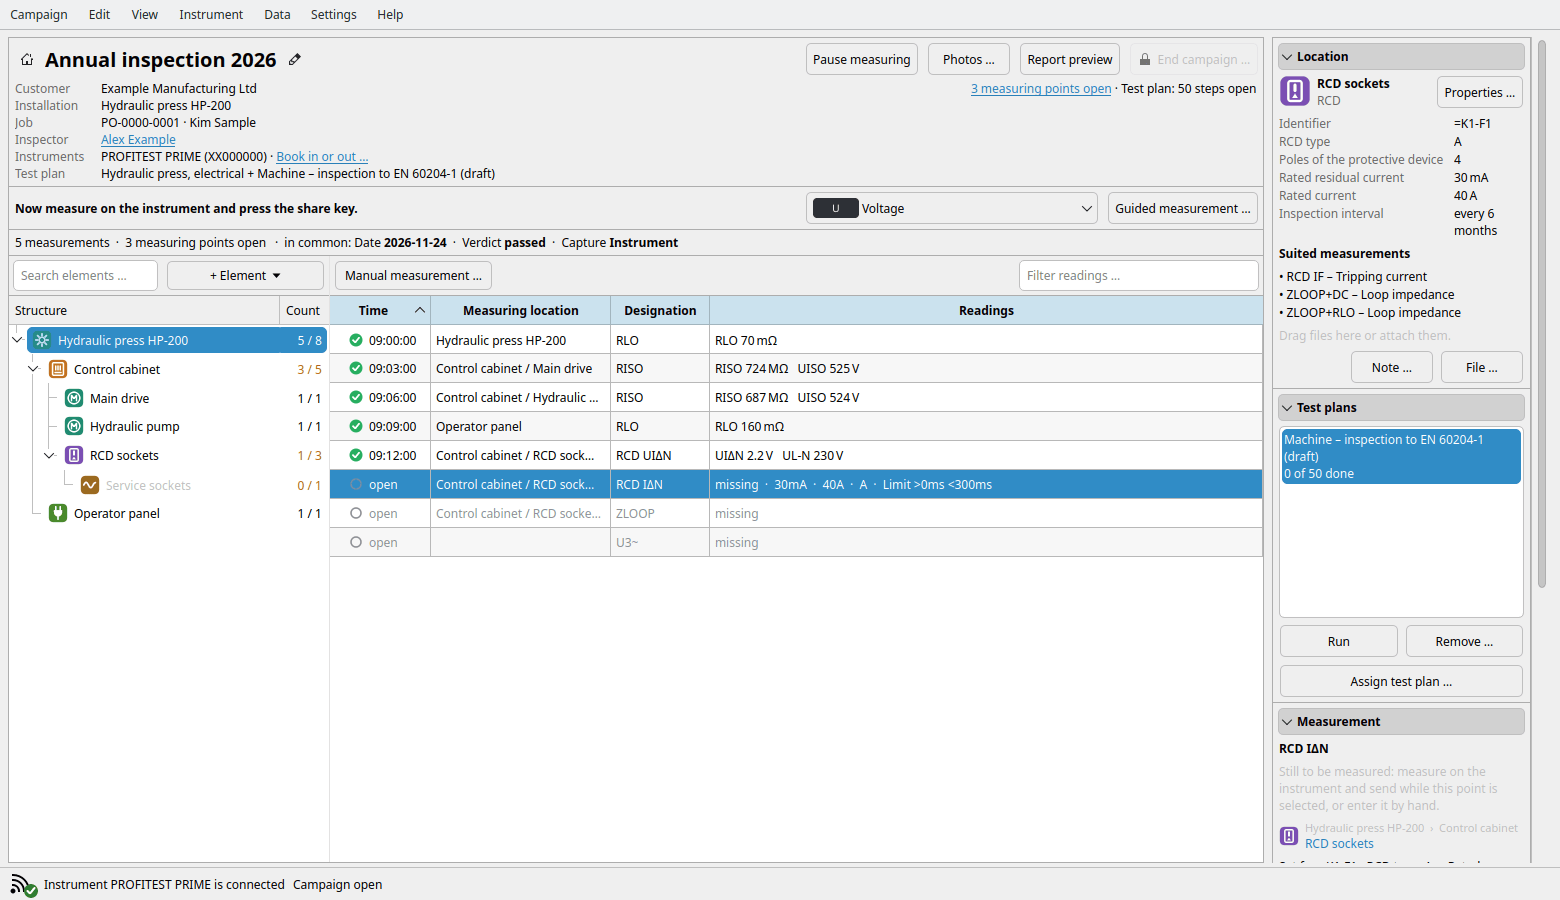 Campaign Edit View Instrument Data Settings Help
Annual inspection 2026
Pause measuring Photos ... Report preview End campaign ...
Customer Example Manufacturing Ltd
3 measuring points open · Test plan: 50 steps open
Installation Hydraulic press HP-200
Job PO-0000-0001 · Kim Sample
Inspector Alex Example
Instruments PROFITEST PRIME (XX000000) · Book in or out ...
Test plan Hydraulic press, electrical + Machine – inspection to EN 60204-1 (draft)
Now measure on the instrument and press the share key.
U Voltage
Guided measurement ...
5 measurements · 3 measuring points open · in common: Date 2026-11-24 · Verdict passed · Capture Instrument
Search elements ... + Element Manual measurement ... Filter readings ...
Structure Count
Hydraulic press HP-200 5 / 8
Control cabinet 3 / 5
Main drive 1 / 1
Hydraulic pump 1 / 1
RCD sockets 1 / 3
Service sockets 0 / 1
Operator panel 1 / 1
Time Measuring location Designation Readings
09:00:00 Hydraulic press HP-200 RLO RLO 70 mΩ
09:03:00 Control cabinet / Main drive RISO RISO 724 MΩ UISO 525 V
09:06:00 Control cabinet / Hydraulic ... RISO RISO 687 MΩ UISO 524 V
09:09:00 Operator panel RLO RLO 160 mΩ
09:12:00 Control cabinet / RCD sock... RCD UIΔN UIΔN 2.2 V UL-N 230 V
open Control cabinet / RCD sock... RCD IΔN missing · 30mA · 40A · A · Limit >0ms <300ms
open Control cabinet / RCD socke... ZLOOP missing
open U3~ missing
Location
RCD sockets
RCD
Properties ...
Identifier =K1-F1
RCD type A
Poles of the protective device 4
Rated residual current 30 mA
Rated current 40 A
Inspection interval every 6
months
Suited measurements
• RCD IF – Tripping current
• ZLOOP+DC – Loop impedance
• ZLOOP+RLO – Loop impedance
Drag files here or attach them.
Note ... File ...
Test plans
Machine – inspection to EN 60204-1
(draft)
0 of 50 done
Run Remove ...
Assign test plan ...
Measurement
RCD IΔN
Still to be measured: measure on the
instrument and send while this point is
selected, or enter it by hand.
Hydraulic press HP-200 › Control cabinet
RCD sockets
Instrument PROFITEST PRIME is connected Campaign open